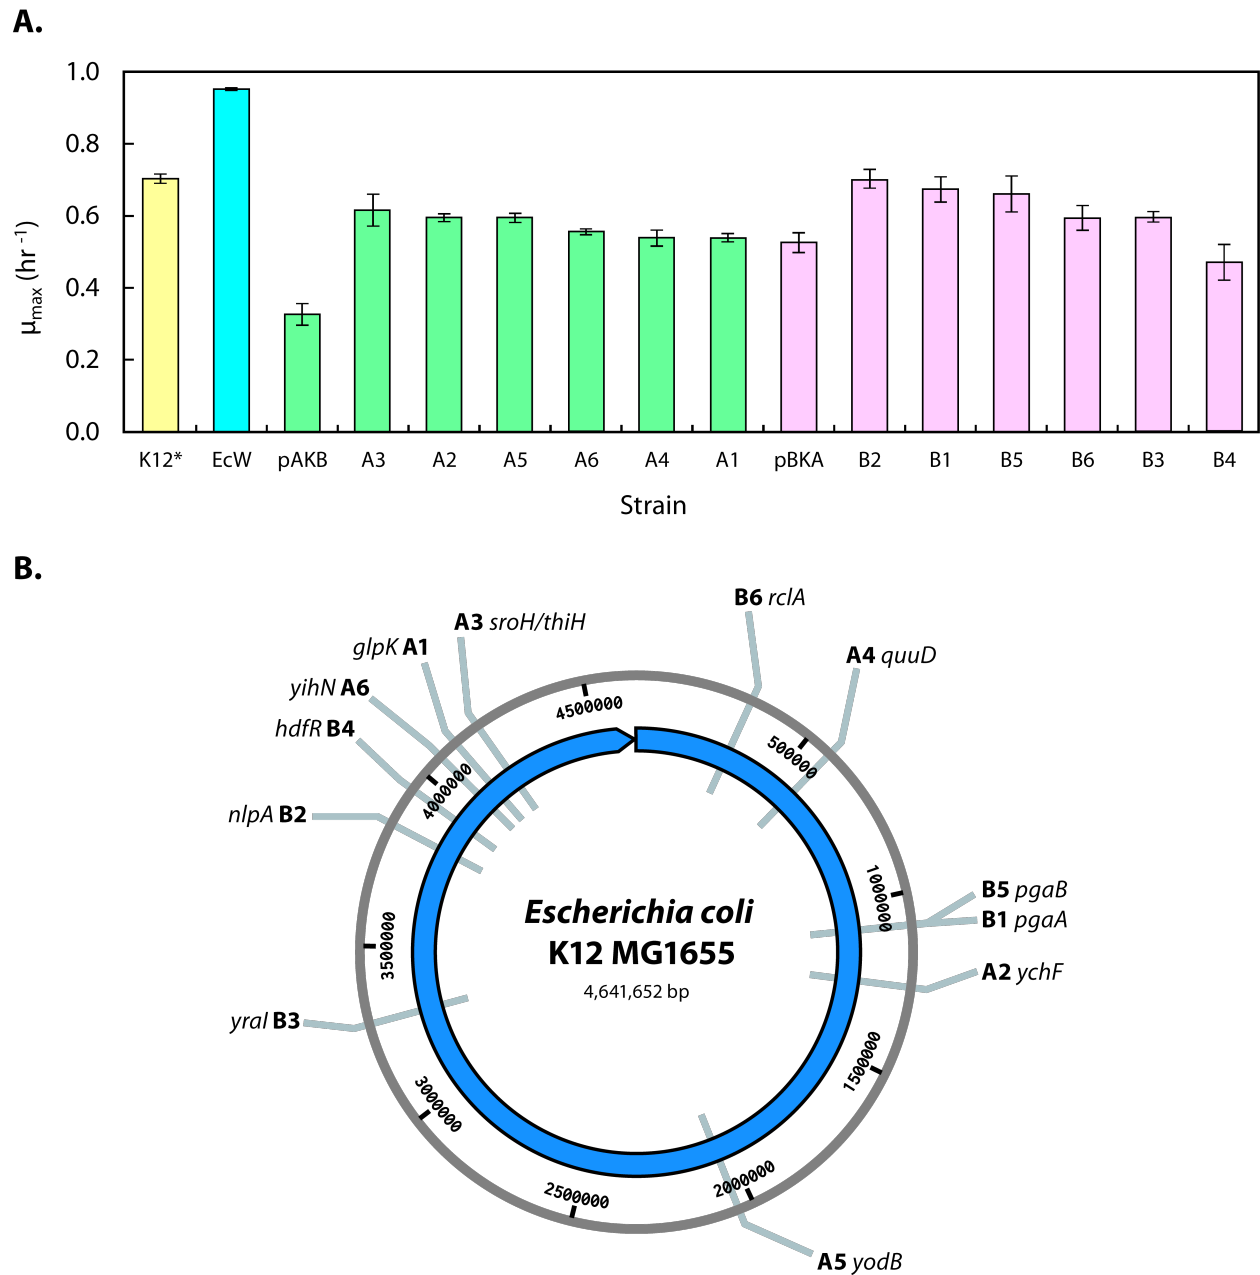 A.
1.0
0.8
0.6
0.4
0.2
0.0
μmax (hr -1)
K12* EcW pAKB A3 A2 A5 A6 A4 A1 pBKA B2 B1 B5 B6 B3 B4
Strain
B.
B6 rclA
A3 sroH/thiH
glpK A1
A4 quuD
yihN A6
hdfR B4
4500000
500000
4000000
nlpA B2
1000000
B5 pgaB
B1 pgaA
Escherichia coli
K12 MG1655
4,641,652 bp
3500000
A2 ychF
yraI B3
1500000
3000000
2000000
2500000
A5 yodB